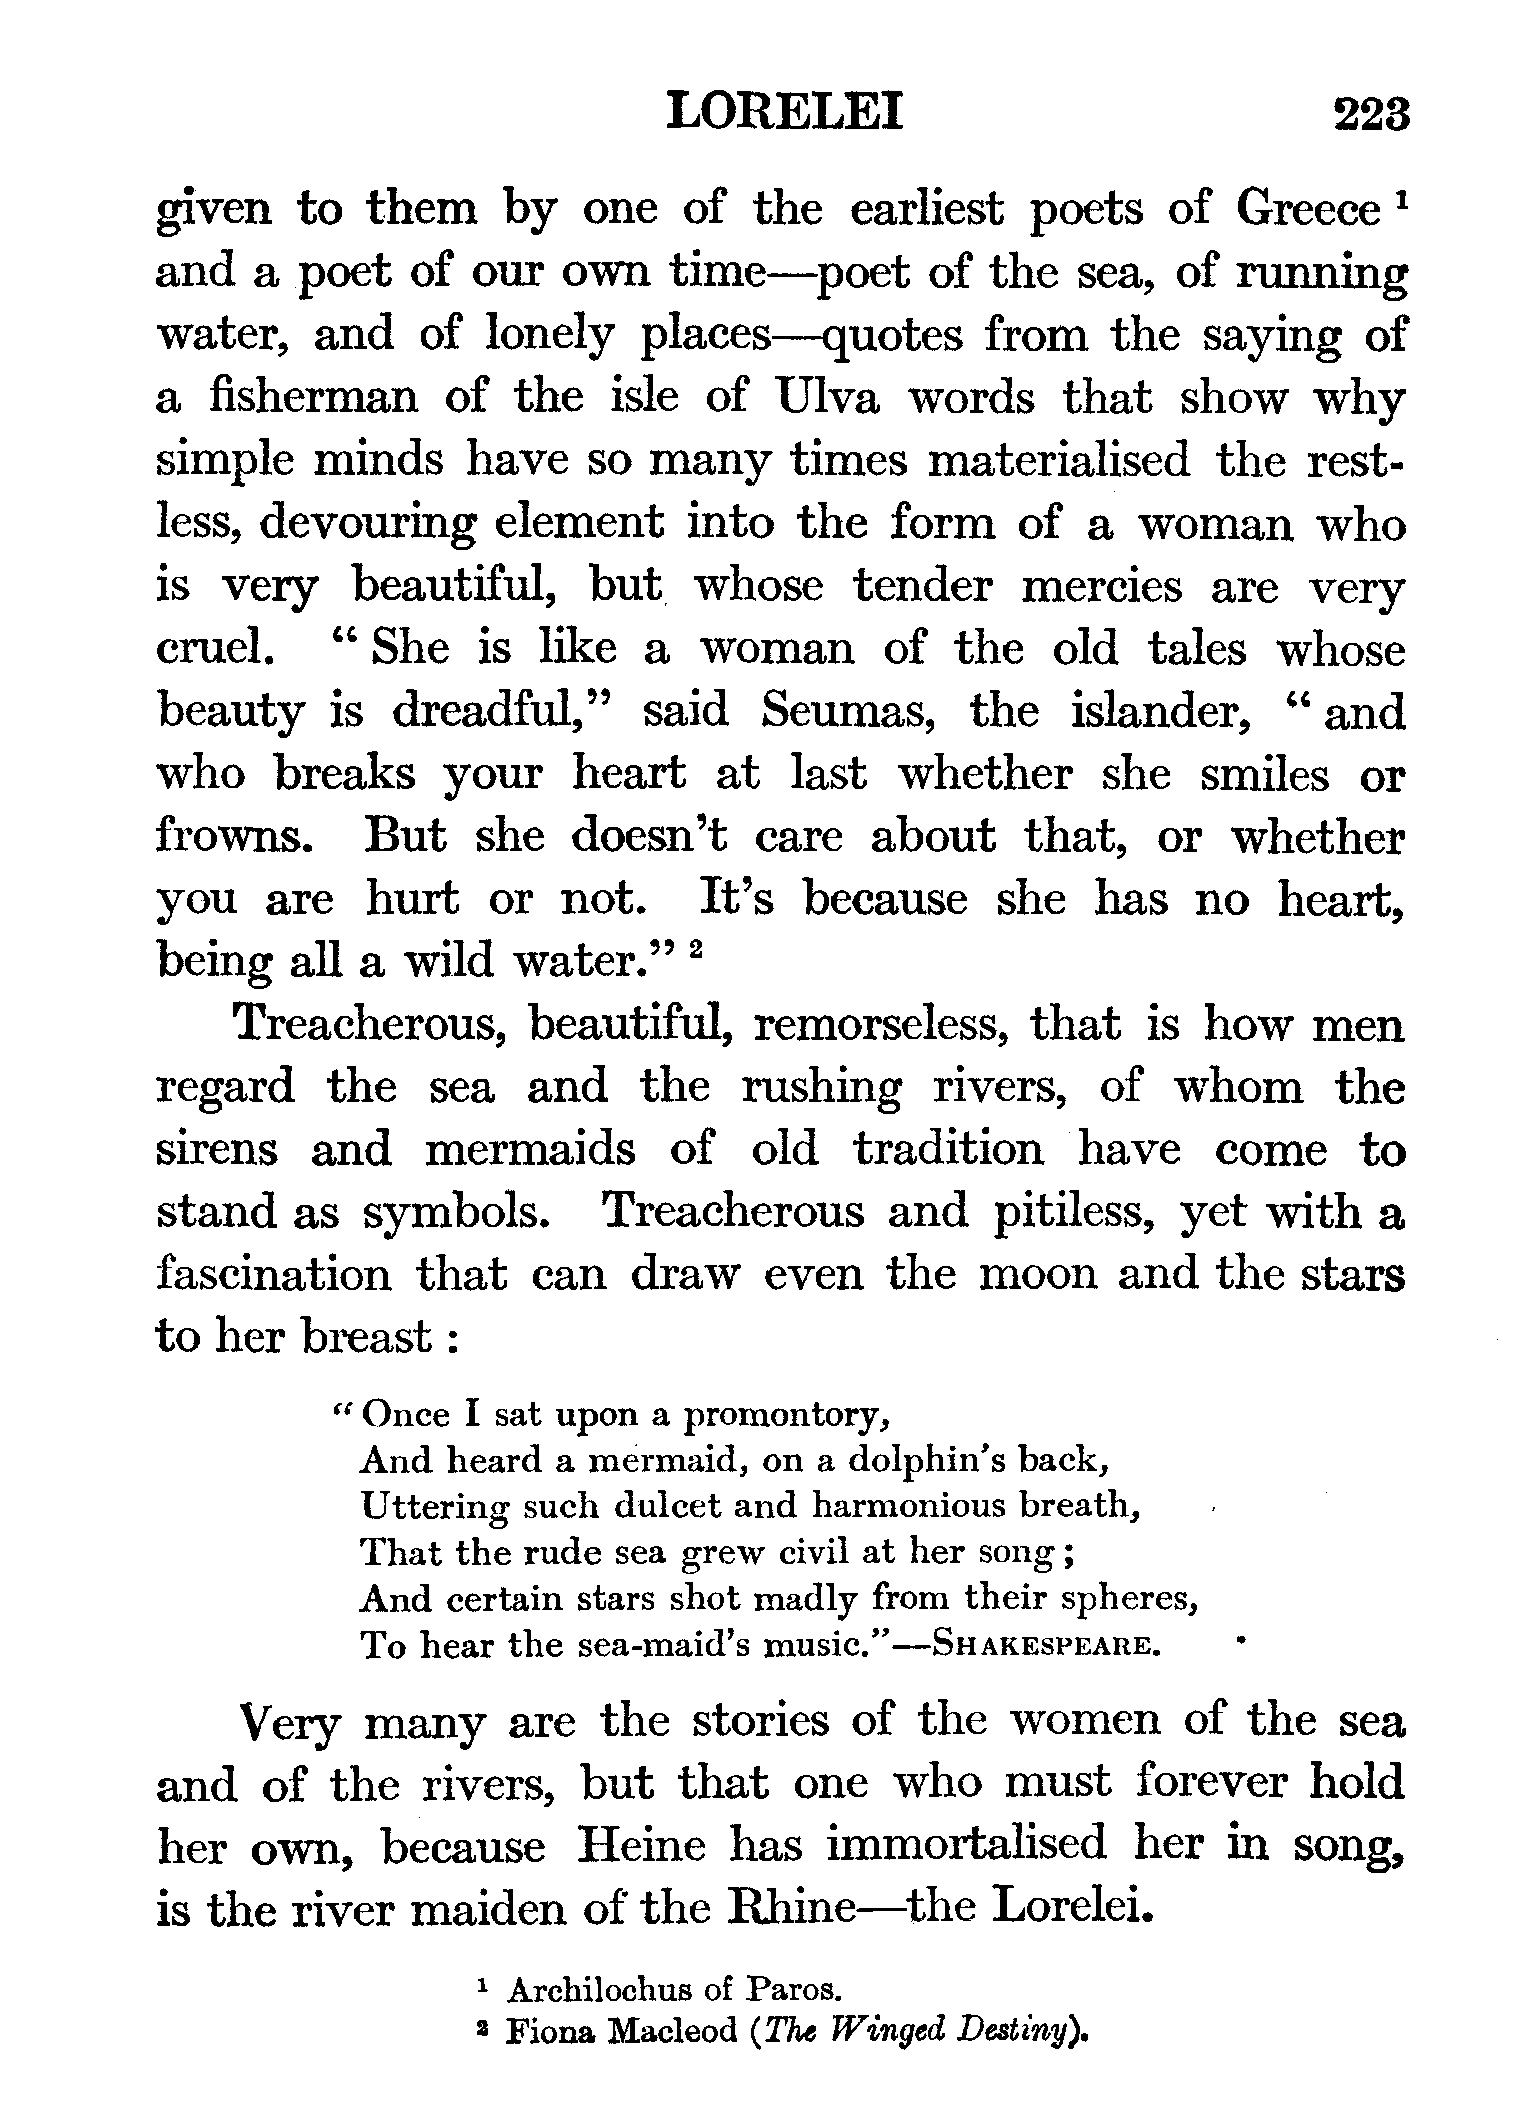 LORELEI 223
given to them by one of the earliest poets of Greece ¹
and a poet of our own time—poet of the sea, of running
water, and of lonely places—quotes from the saying of
a fisherman of the isle of Ulva words that show why
simple minds have so many times materialised the rest-
less, devouring element into the form of a woman who
is very beautiful, but whose tender mercies are very
cruel. “ She is like a woman of the old tales whose
beauty is dreadful,” said Seumas, the islander, “ and
who breaks your heart at last whether she smiles or
frowns. But she doesn’t care about that, or whether
you are hurt or not. It’s because she has no heart,
being all a wild water.” ²
Treacherous, beautiful, remorseless, that is how men
regard the sea and the rushing rivers, of whom the
sirens and mermaids of old tradition have come to
stand as symbols. Treacherous and pitiless, yet with a
fascination that can draw even the moon and the stars
to her breast :
“ Once I sat upon a promontory,
And heard a mermaid, on a dolphin’s back,
Uttering such dulcet and harmonious breath,
That the rude sea grew civil at her song ;
And certain stars shot madly from their spheres,
To hear the sea-maid’s music.”—SHAKESPEARE.
Very many are the stories of the women of the sea
and of the rivers, but that one who must forever hold
her own, because Heine has immortalised her in song,
is the river maiden of the Rhine—the Lorelei.
¹ Archilochus of Paros.
² Fiona Macleod (The Winged Destiny).